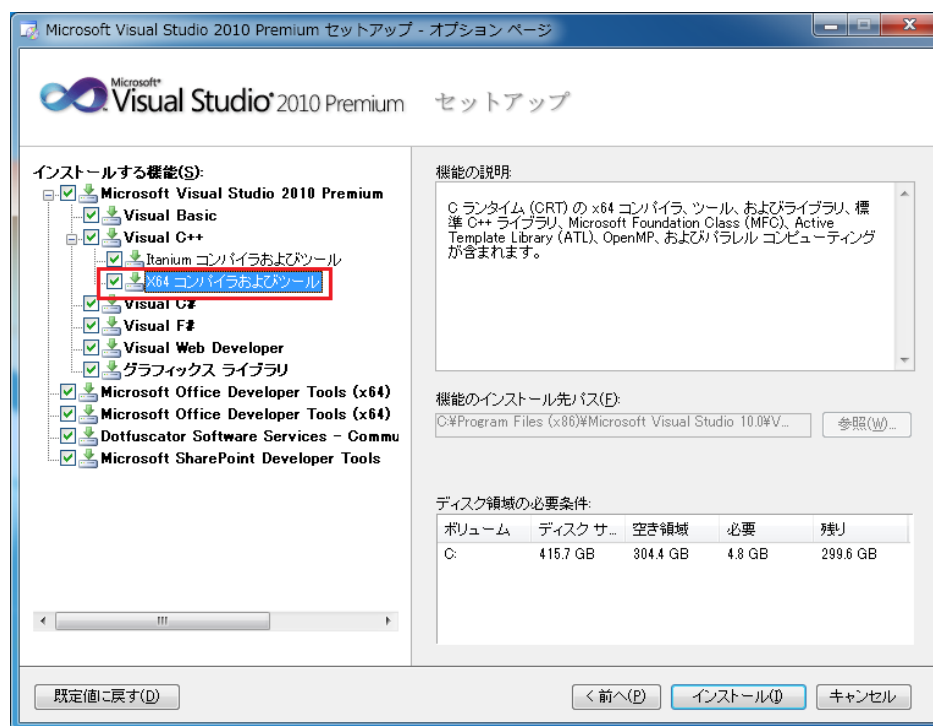 Microsoft Visual Studio 2010 Premium セットアップ - オプション ページ
Microsoft®
Visual Studio® 2010 Premium セットアップ
インストールする機能(S):
Microsoft Visual Studio 2010 Premium
Visual Basic
Visual C++
Itanium コンパイラおよびツール
X64 コンパイラおよびツール
Visual C#
Visual F#
Visual Web Developer
グラフィックス ライブラリ
Microsoft Office Developer Tools (x64)
Microsoft Office Developer Tools (x64)
Dotfuscator Software Services - Commu
Microsoft SharePoint Developer Tools
機能の説明:
C ランタイム (CRT) の x64 コンパイラ、ツール、およびライブラリ、標
準 C++ ライブラリ、Microsoft Foundation Class (MFC)、Active
Template Library (ATL)、OpenMP、およびパラレル コンピューティング
が含まれます。
機能のインストール先パス(F):
C:¥Program Files (x86)¥Microsoft Visual Studio 10.0¥V... 参照(W)...
ディスク領域の必要条件:
ボリューム ディスク サ... 空き領域 必要 残り
C: 415.7 GB 304.4 GB 4.8 GB 299.6 GB
既定値に戻す(D) < 前へ(P) インストール(I) キャンセル